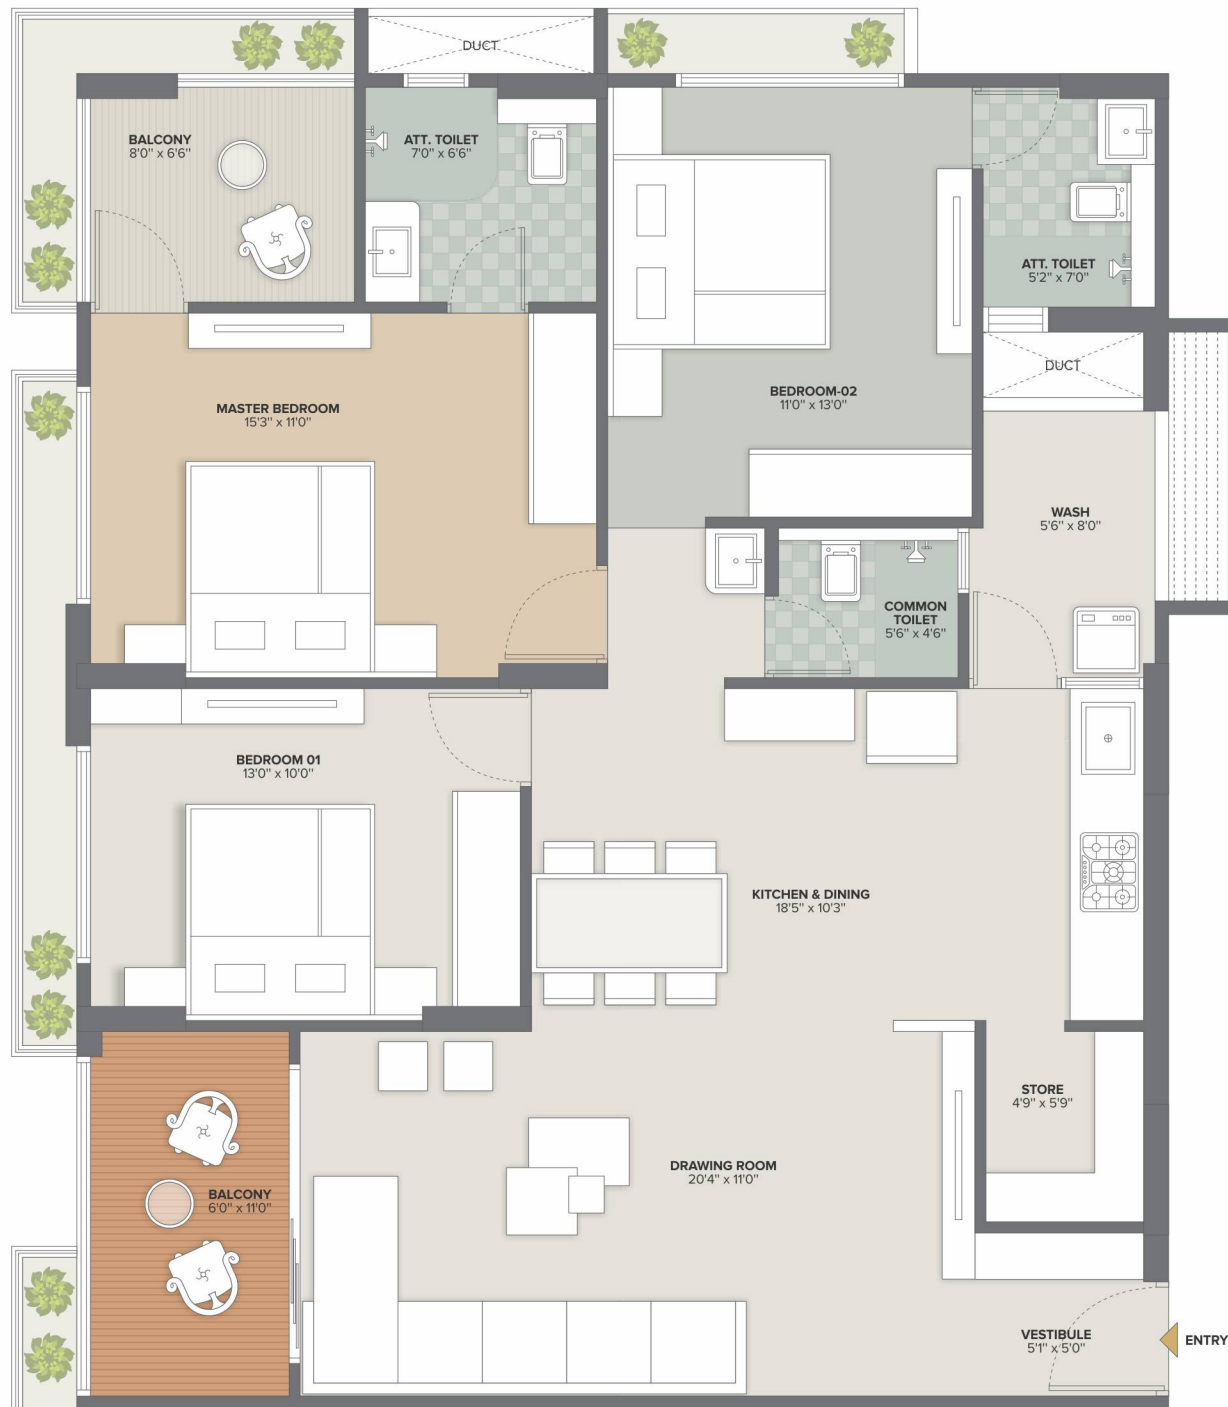 DUCT
BALCONY
8'0" x 6'6"
ATT. TOILET
7'0" x 6'6"
ATT. TOILET
5'2" x 7'0"
DUCT
MASTER BEDROOM
15'3" x 11'0"
BEDROOM-02
11'0" x 13'0"
WASH
5'6" x 8'0"
COMMON
TOILET
5'6" x 4'6"
BEDROOM 01
13'0" x 10'0"
KITCHEN & DINING
18'5" x 10'3"
STORE
4'9" x 5'9"
DRAWING ROOM
20'4" x 11'0"
BALCONY
6'0" x 11'0"
VESTIBULE
5'1" x 5'0"
ENTRY